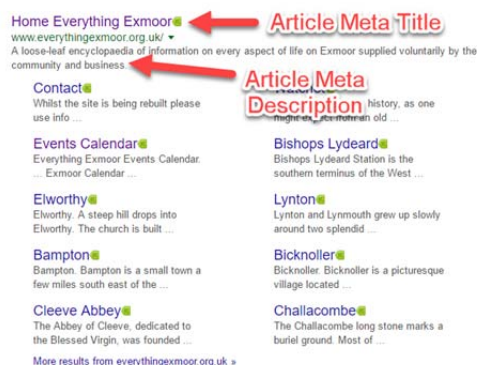 Home Everything Exmoor
Article Meta Title
www.everythingexmoor.org.uk/
A loose-leaf encyclopaedia of information on every aspect of life on Exmoor supplied voluntarily by the
community and business.
Article Meta
Description
Contact
Whilst the site is being rebuilt please
use info ...
history, as one
from an old ...
Events Calendar
Everything Exmoor Events Calendar.
... Exmoor Calendar ...
Bishops Lydeard
Bishops Lydeard Station is the
southern terminus of the West ...
Elworthy
Elworthy. A steep hill drops into
Elworthy. The church is built ...
Lynton
Lynton and Lynmouth grew up slowly
around two splendid ...
Bampton
Bampton. Bampton is a small town a
few miles south east of the ...
Bicknoller
Bicknoller. Bicknoller is a picturesque
village located ...
Cleeve Abbey
The Abbey of Cleeve, dedicated to
the Blessed Virgin, was founded ...
Challacombe
The Challacombe long stone marks a
buriel ground. Most of ...
More results from everythingexmoor.org.uk »